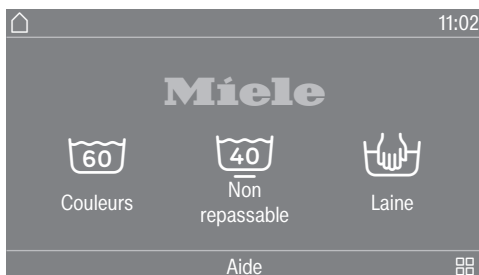 11:02
Miele
60
40
Couleurs
Non
repassable
Laine
Aide